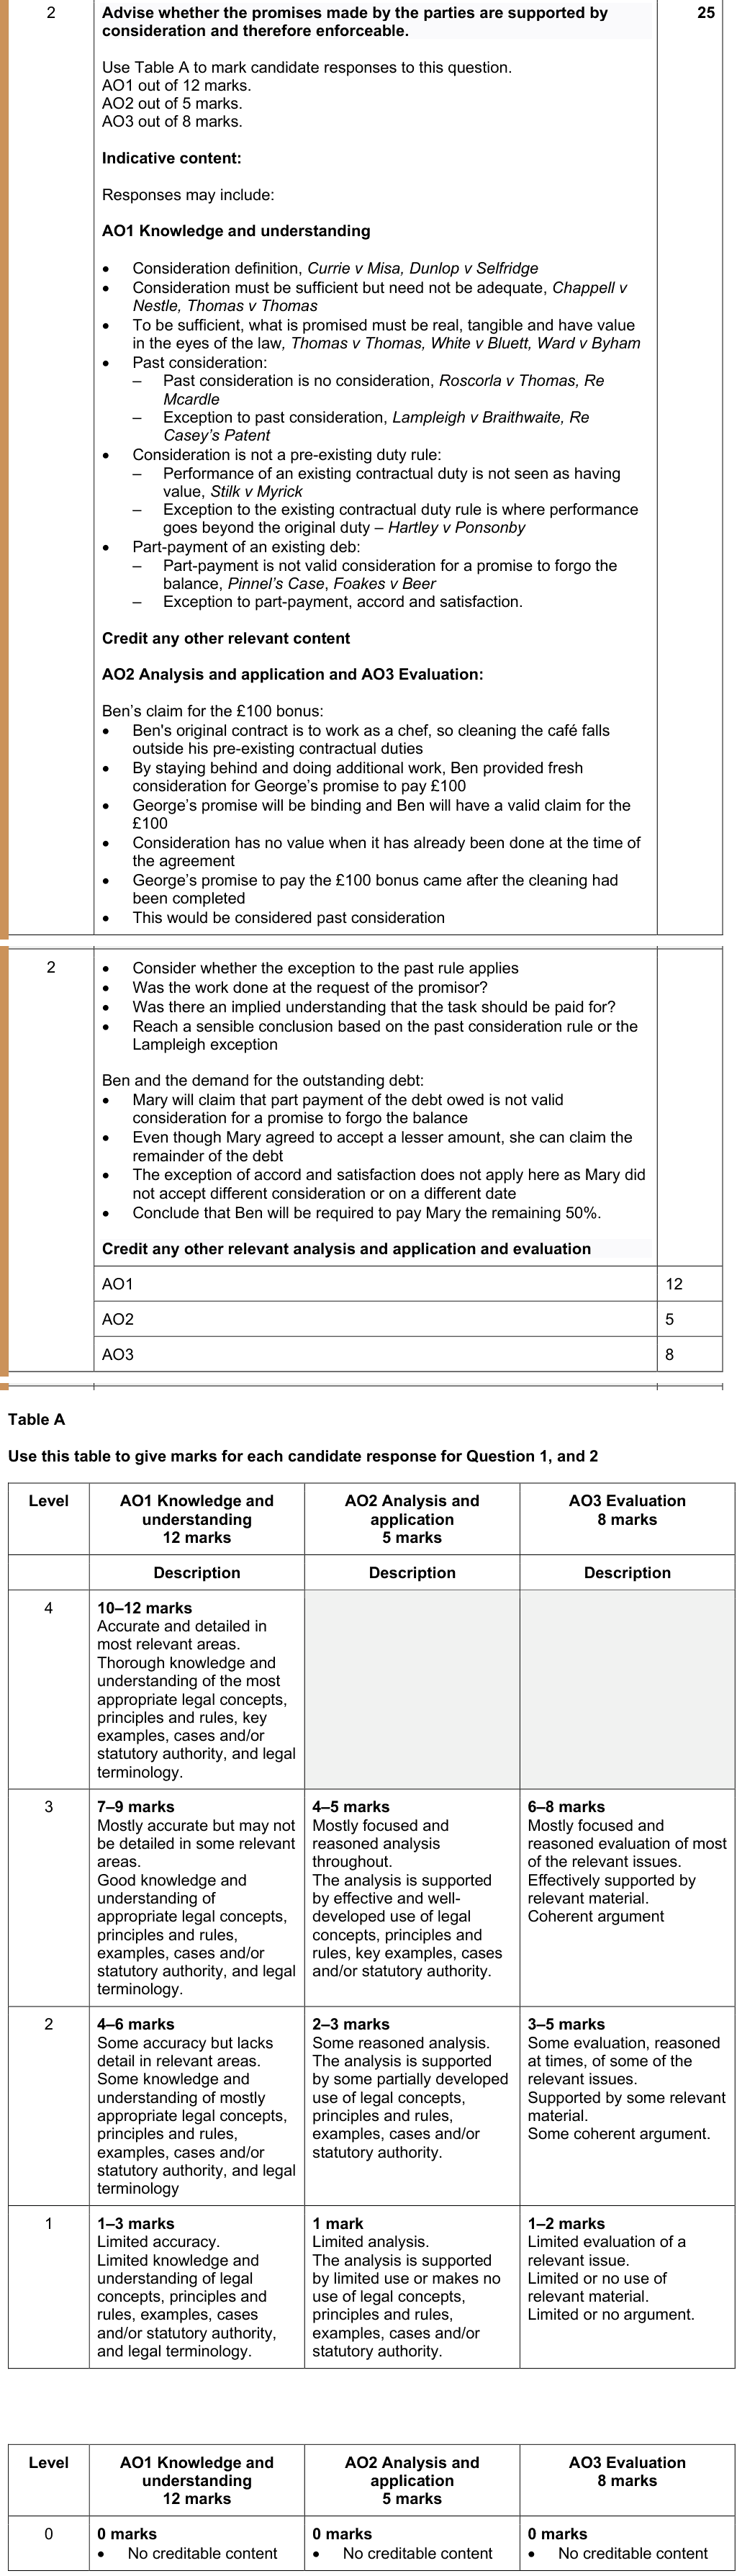 2
Advise whether the promises made by the parties are supported by
consideration and therefore enforceable.
25
Use Table A to mark candidate responses to this question.
AO1 out of 12 marks.
AO2 out of 5 marks.
AO3 out of 8 marks.
Indicative content:
Responses may include:
AO1 Knowledge and understanding
• Consideration definition, Currie v Misa, Dunlop v Selfridge
• Consideration must be sufficient but need not be adequate, Chappell v
Nestle, Thomas v Thomas
• To be sufficient, what is promised must be real, tangible and have value
in the eyes of the law, Thomas v Thomas, White v Bluett, Ward v Byham
• Past consideration:
– Past consideration is no consideration, Roscorla v Thomas, Re
Mcardle
– Exception to past consideration, Lampleigh v Braithwaite, Re
Casey's Patent
• Consideration is not a pre-existing duty rule:
– Performance of an existing contractual duty is not seen as having
value, Stilk v Myrick
– Exception to the existing contractual duty rule is where performance
goes beyond the original duty – Hartley v Ponsonby
• Part-payment of an existing deb:
– Part-payment is not valid consideration for a promise to forgo the
balance, Pinnel's Case, Foakes v Beer
– Exception to part-payment, accord and satisfaction.
Credit any other relevant content
AO2 Analysis and application and AO3 Evaluation:
Ben's claim for the £100 bonus:
• Ben's original contract is to work as a chef, so cleaning the café falls
outside his pre-existing contractual duties
• By staying behind and doing additional work, Ben provided fresh
consideration for George's promise to pay £100
• George's promise will be binding and Ben will have a valid claim for the
£100
• Consideration has no value when it has already been done at the time of
the agreement
• George's promise to pay the £100 bonus came after the cleaning had
been completed
• This would be considered past consideration
2
• Consider whether the exception to the past rule applies
• Was the work done at the request of the promisor?
• Was there an implied understanding that the task should be paid for?
• Reach a sensible conclusion based on the past consideration rule or the
Lampleigh exception
Ben and the demand for the outstanding debt:
• Mary will claim that part payment of the debt owed is not valid
consideration for a promise to forgo the balance
• Even though Mary agreed to accept a lesser amount, she can claim the
remainder of the debt
• The exception of accord and satisfaction does not apply here as Mary did
not accept different consideration or on a different date
• Conclude that Ben will be required to pay Mary the remaining 50%.
Credit any other relevant analysis and application and evaluation
AO1 12
AO2 5
AO3 8
Table A
Use this table to give marks for each candidate response for Question 1, and 2
Level
AO1 Knowledge and
understanding
12 marks
AO2 Analysis and
application
5 marks
AO3 Evaluation
8 marks
Description
Description
Description
4
10–12 marks
Accurate and detailed in
most relevant areas.
Thorough knowledge and
understanding of the most
appropriate legal concepts,
principles and rules, key
examples, cases and/or
statutory authority, and legal
terminology.
3
7–9 marks
Mostly accurate but may not
be detailed in some relevant
areas.
Good knowledge and
understanding of
appropriate legal concepts,
principles and rules,
examples, cases and/or
statutory authority, and legal
terminology.
4–5 marks
Mostly focused and
reasoned analysis
throughout.
The analysis is supported
by effective and well-
developed use of legal
concepts, principles and
rules, key examples, cases
and/or statutory authority.
6–8 marks
Mostly focused and
reasoned evaluation of most
of the relevant issues.
Effectively supported by
relevant material.
Coherent argument
2
4–6 marks
Some accuracy but lacks
detail in relevant areas.
Some knowledge and
understanding of mostly
appropriate legal concepts,
principles and rules,
examples, cases and/or
statutory authority, and legal
terminology
2–3 marks
Some reasoned analysis.
The analysis is supported
by some partially developed
use of legal concepts,
principles and rules,
examples, cases and/or
statutory authority.
3–5 marks
Some evaluation, reasoned
at times, of some of the
relevant issues.
Supported by some relevant
material.
Some coherent argument.
1
1–3 marks
Limited accuracy.
Limited knowledge and
understanding of legal
concepts, principles and
rules, examples, cases
and/or statutory authority,
and legal terminology.
1 mark
Limited analysis.
The analysis is supported
by limited use or makes no
use of legal concepts,
principles and rules,
examples, cases and/or
statutory authority.
1–2 marks
Limited evaluation of a
relevant issue.
Limited or no use of
relevant material.
Limited or no argument.
Level
AO1 Knowledge and
understanding
12 marks
AO2 Analysis and
application
5 marks
AO3 Evaluation
8 marks
0
0 marks
• No creditable content
0 marks
• No creditable content
0 marks
• No creditable content